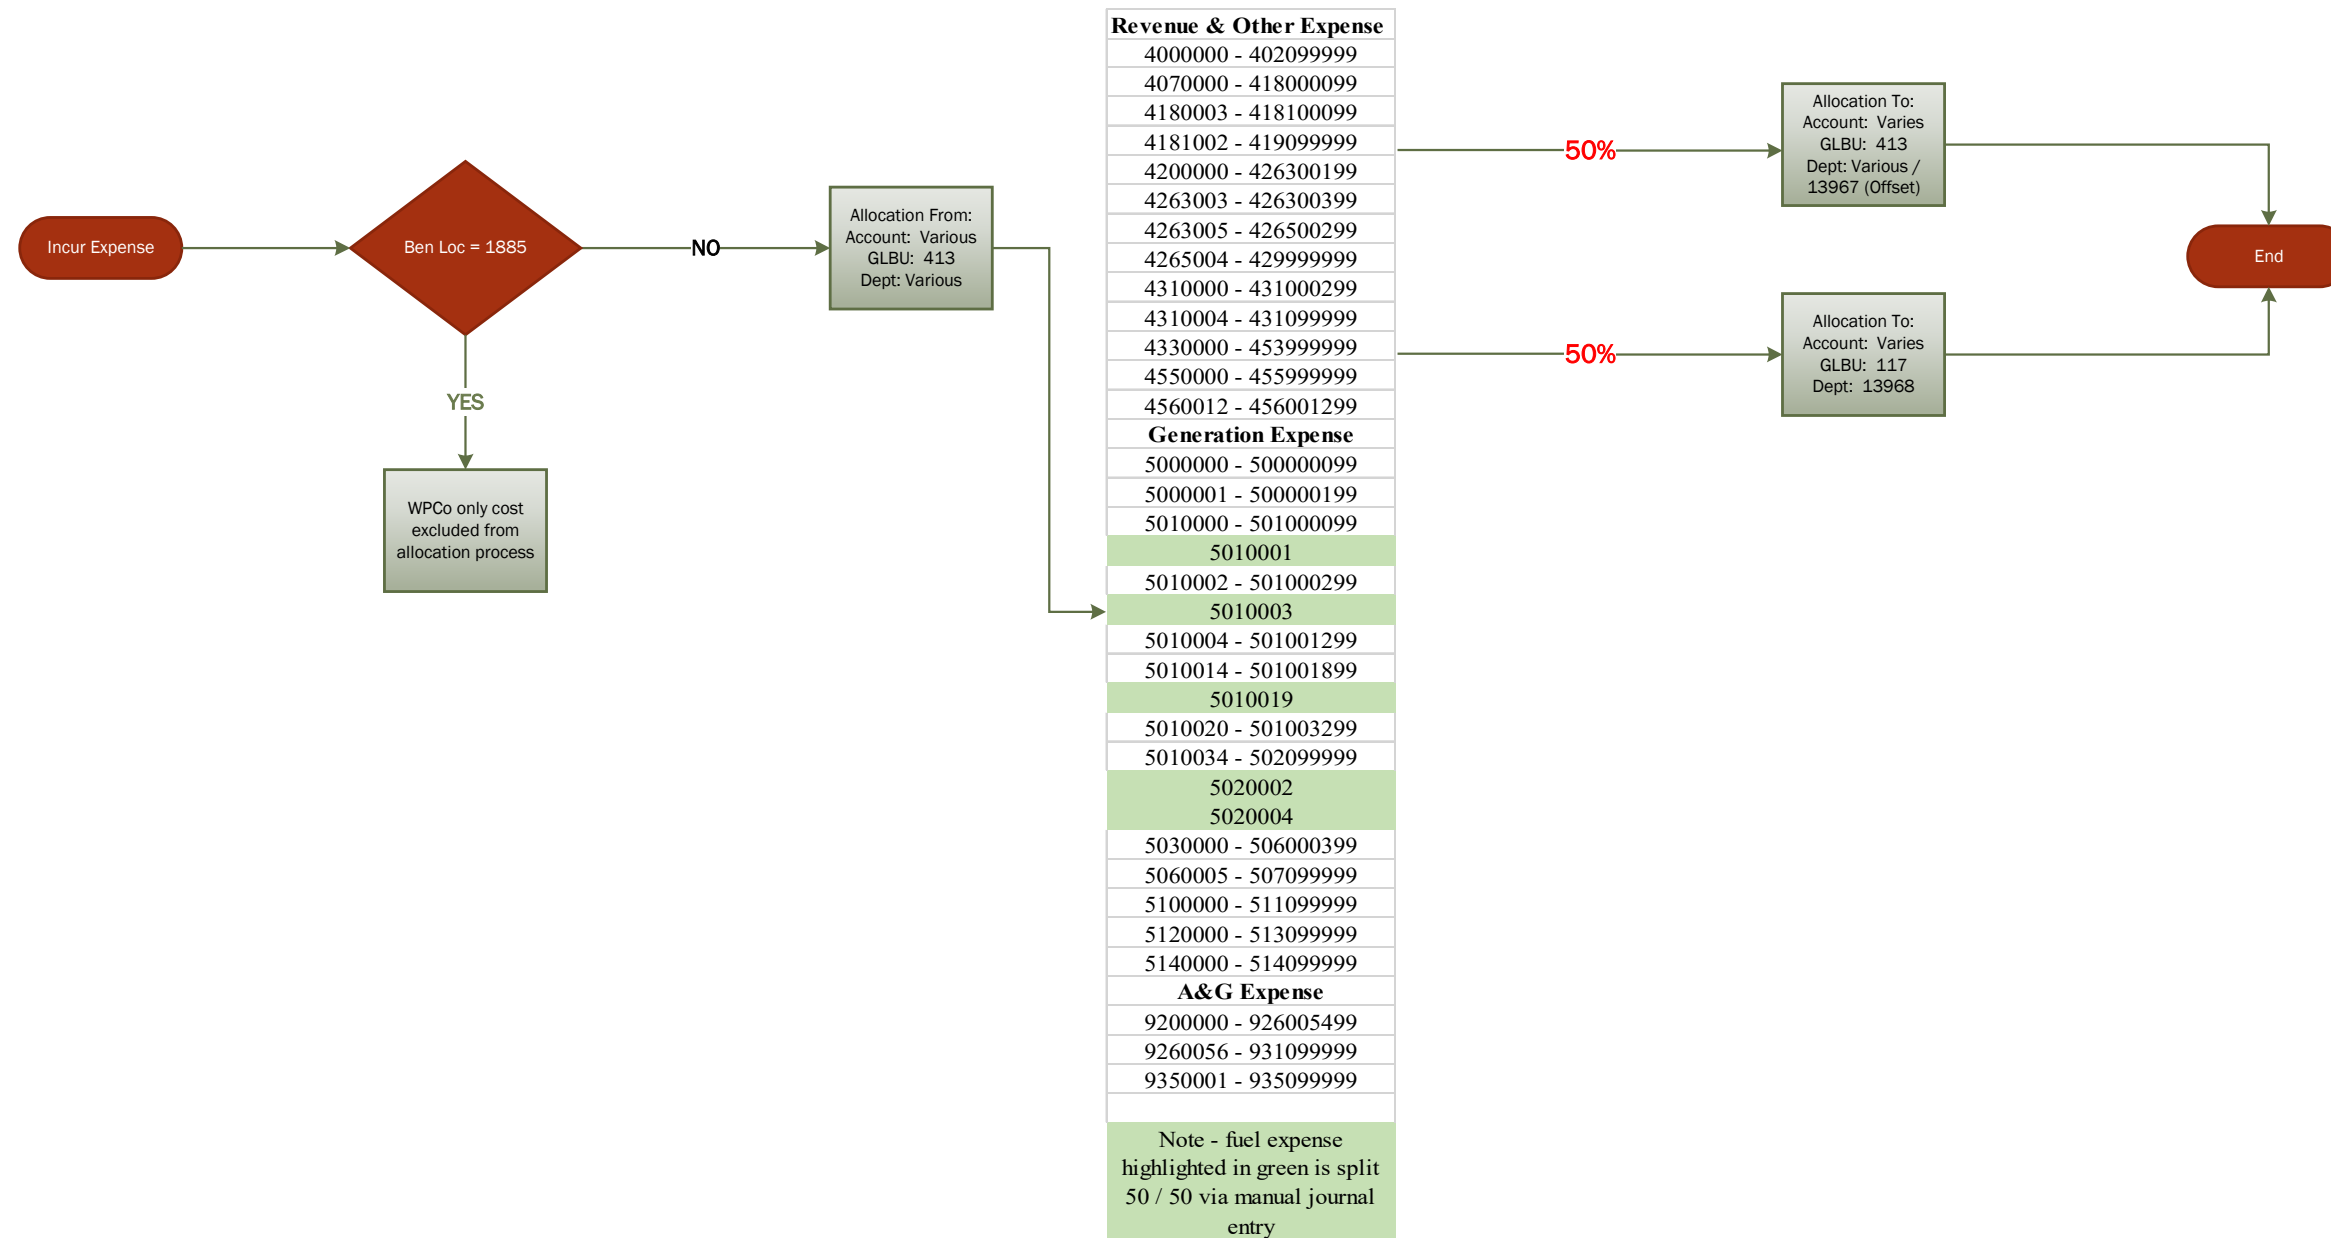 Incur Expense
Ben Loc = 1885
NO
YES
WPCo only cost
excluded from
allocation process
Allocation From:
Account:  Various
GLBU:  413
Dept: Various
Revenue & Other Expense
4000000 - 402099999
4070000 - 418000099
4180003 - 418100099
4181002 - 419099999
4200000 - 426300199
4263003 - 426300399
4263005 - 426500299
4265004 - 429999999
4310000 - 431000299
4310004 - 431099999
4330000 - 453999999
4550000 - 455999999
4560012 - 456001299
Generation Expense
5000000 - 500000099
5000001 - 500000199
5010000 - 501000099
5010001
5010002 - 501000299
5010003
5010004 - 501001299
5010014 - 501001899
5010019
5010020 - 501003299
5010034 - 502099999
5020002
5020004
5030000 - 506000399
5060005 - 507099999
5100000 - 511099999
5120000 - 513099999
5140000 - 514099999
A&G Expense
9200000 - 926005499
9260056 - 931099999
9350001 - 935099999
Note - fuel expense
highlighted in green is split
50 / 50 via manual journal
entry
50%
Allocation To:
Account:  Varies
GLBU:  413
Dept: Various /
13967 (Offset)
50%
Allocation To:
Account:  Varies
GLBU:  117
Dept:  13968
End